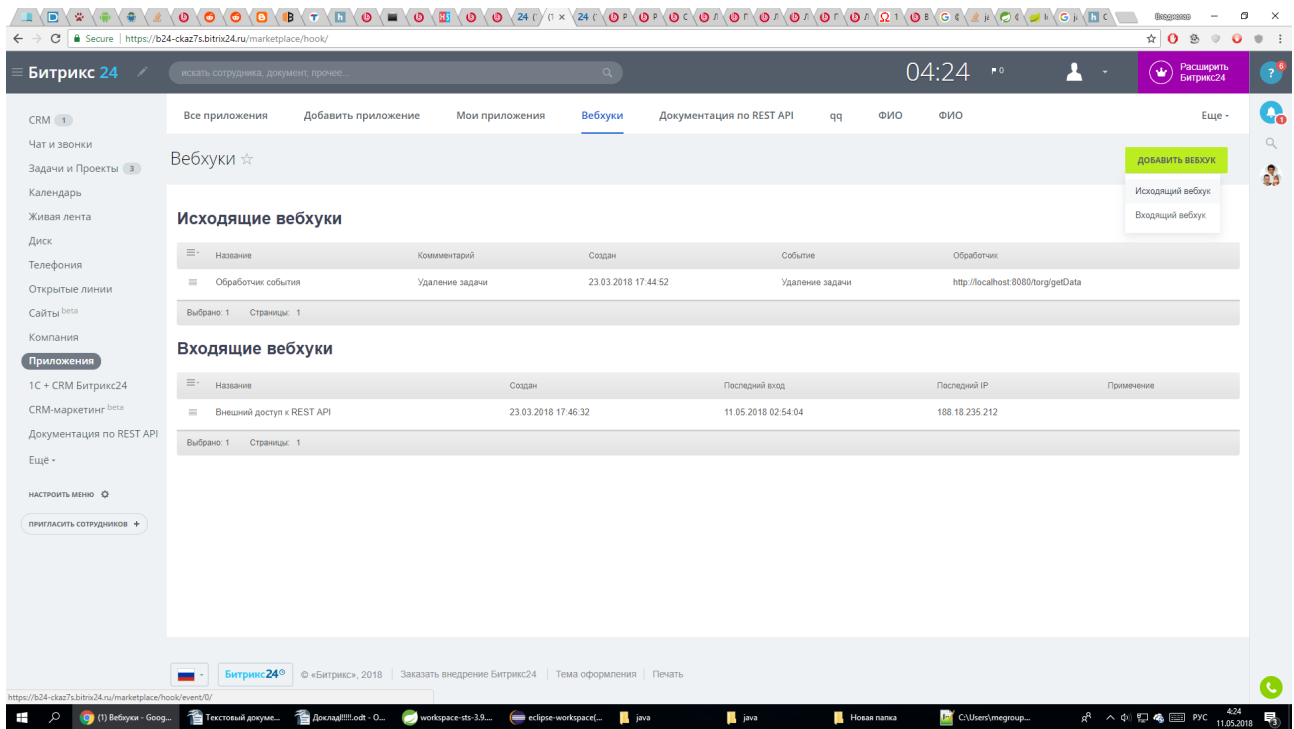 Secure | https://b24-ckaz7s.bitrix24.ru/marketplace/hook/
Битрикс 24
искать сотрудника, документ, прочее...
04:24
0
Расширить
Битрикс24
? 6
CRM 1
Чат и звонки
Задачи и Проекты 3
Календарь
Живая лента
Диск
Телефония
Открытые линии
Сайты beta
Компания
Приложения
1С + CRM Битрикс24
CRM-маркетинг beta
Документация по REST API
Ещё
НАСТРОИТЬ МЕНЮ
ПРИГЛАСИТЬ СОТРУДНИКОВ +
Все приложения Добавить приложение Мои приложения Вебхуки Документация по REST API qq ФИО ФИО Еще
1
Вебхуки
ДОБАВИТЬ ВЕБХУК
Исходящий вебхук
Входящий вебхук
Исходящие вебхуки
Название Коммментарий Создан Событие Обработчик
Обработчик события Удаление задачи 23.03.2018 17:44:52 Удаление задачи http://localhost:8080/torg/getData
Выбрано: 1 Страницы: 1
Входящие вебхуки
Название Создан Последний вход Последний IP Примечение
Внешний доступ к REST API 23.03.2018 17:46:32 11.05.2018 02:54:04 188.18.235.212
Выбрано: 1 Страницы: 1
Битрикс24 © «Битрикс», 2018 Заказать внедрение Битрикс24 Тема оформления Печать
https://b24-ckaz7s.bitrix24.ru/marketplace/hook/event/0/
(1) Вебхуки - Goog... Текстовый докуме... Доклад!!!!!.odt - O... workspace-sts-3.9.... eclipse-workspace(... java java Новая папка C:\Users\megroup... РУС 4:24
11.05.2018
3